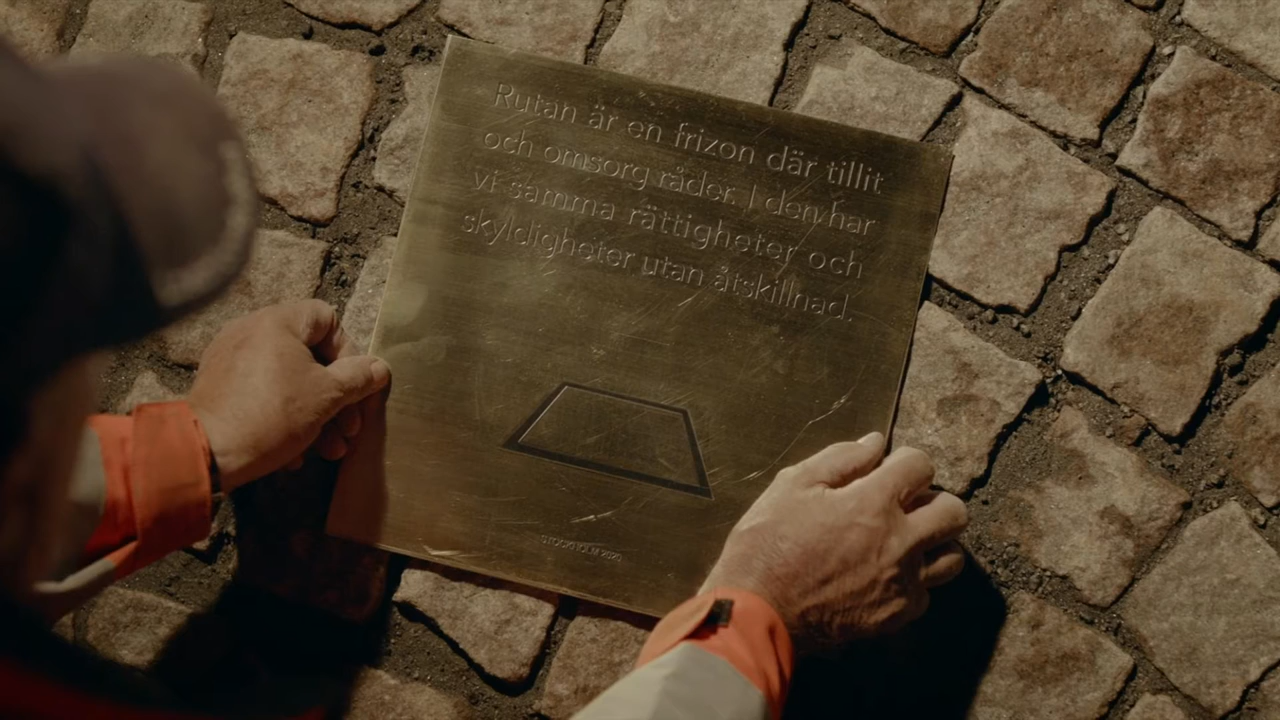 Rutan är en frizon där tillit
och omsorg råder. I den har
vi samma rättigheter och
skyldigheter utan åtskillnad.
STOCKHOLM 2020